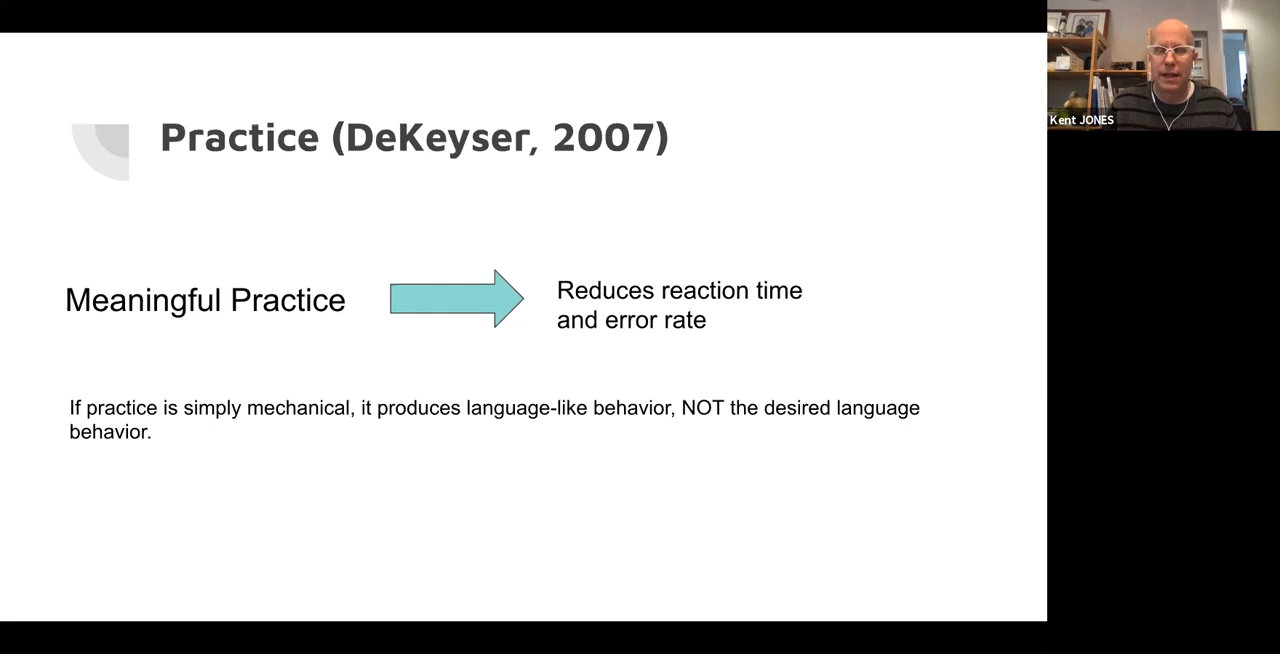 Practice (DeKeyser, 2007)
Meaningful Practice
Reduces reaction time
and error rate
If practice is simply mechanical, it produces language-like behavior, NOT the desired language
behavior.
Kent JONES